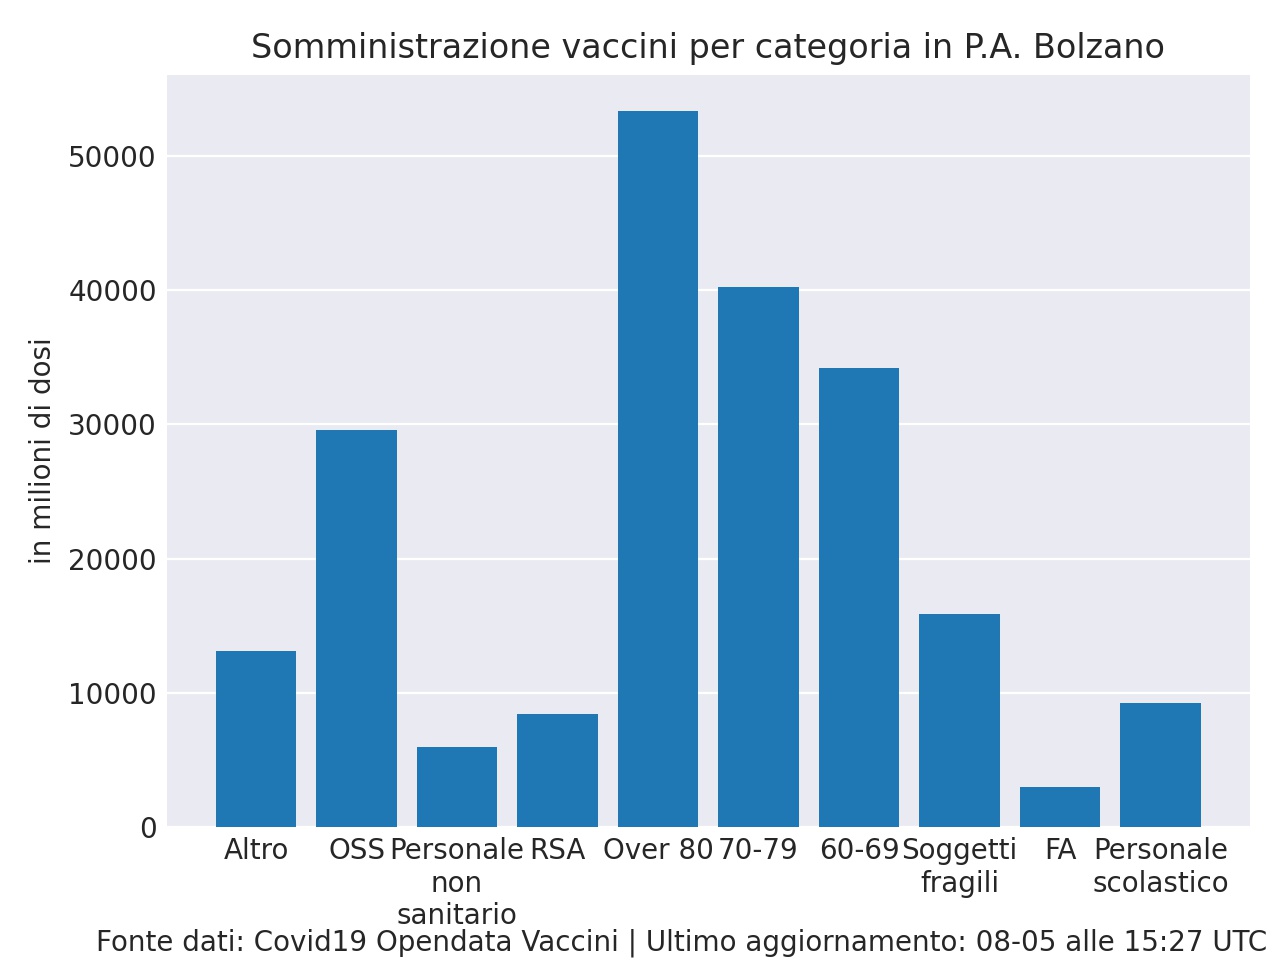 Somministrazione vaccini per categoria in P.A. Bolzano
in milioni di dosi
50000
40000
30000
20000
10000
0
Altro
OSS
Personale
non
sanitario
RSA
Over 80
70-79
60-69
Soggetti
fragili
FA
Personale
scolastico
Fonte dati: Covid19 Opendata Vaccini | Ultimo aggiornamento: 08-05 alle 15:27 UTC